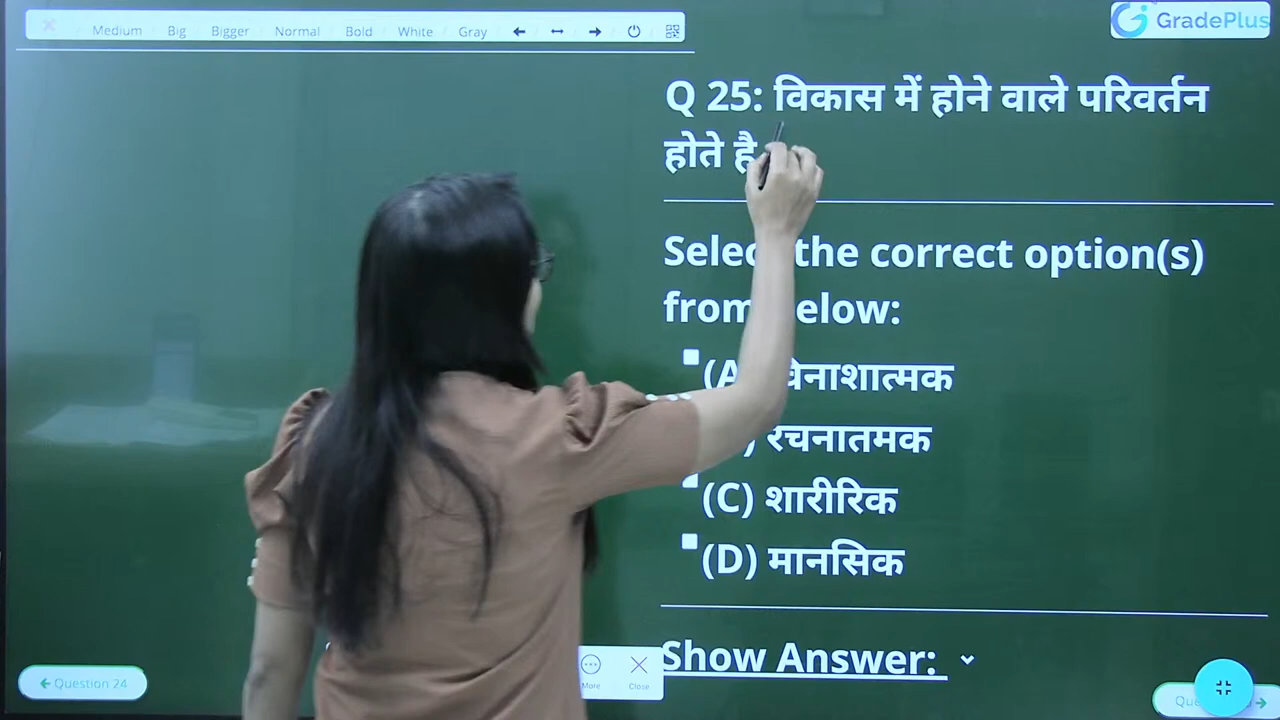 Medium Big Bigger Normal Bold White Gray
GradePlus
Q 25: विकास में होने वाले परिवर्तन
होते है
Select the correct option(s)
from below:
(A) विनाशात्मक
रचनातमक
(C) शारीरिक
(D) मानसिक
Show Answer:
More Close
← Question 24